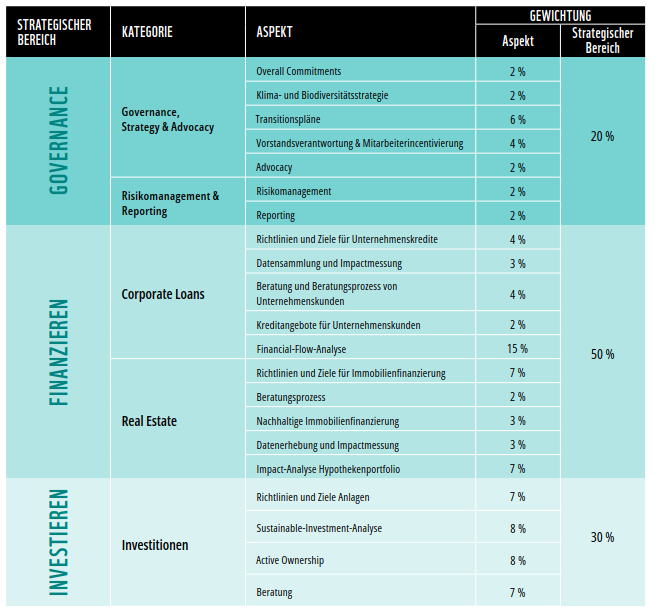 STRATEGISCHER
BEREICH
KATEGORIE
ASPEKT
GEWICHTUNG
Aspekt
Strategischer
Bereich
GOVERNANCE
Governance,
Strategy & Advocacy
Overall Commitments
2 %
Klima- und Biodiversitätsstrategie
2 %
Transitionspläne
6 %
Vorstandsverantwortung & Mitarbeiterincentivierung
4 %
Advocacy
2 %
Risikomanagement &
Reporting
Risikomanagement
2 %
Reporting
2 %
20 %
FINANZIEREN
Corporate Loans
Richtlinien und Ziele für Unternehmenskredite
4 %
Datensammlung und Impactmessung
3 %
Beratung und Beratungsprozess von
Unternehmenskunden
4 %
Kreditangebote für Unternehmenskunden
2 %
Financial-Flow-Analyse
15 %
Real Estate
Richtlinien und Ziele für Immobilienfinanzierung
7 %
Beratungsprozess
2 %
Nachhaltige Immobilienfinanzierung
3 %
Datenerhebung und Impactmessung
3 %
Impact-Analyse Hypothekenportfolio
7 %
50 %
INVESTIEREN
Investitionen
Richtlinien und Ziele Anlagen
7 %
Sustainable-Investment-Analyse
8 %
Active Ownership
8 %
Beratung
7 %
30 %